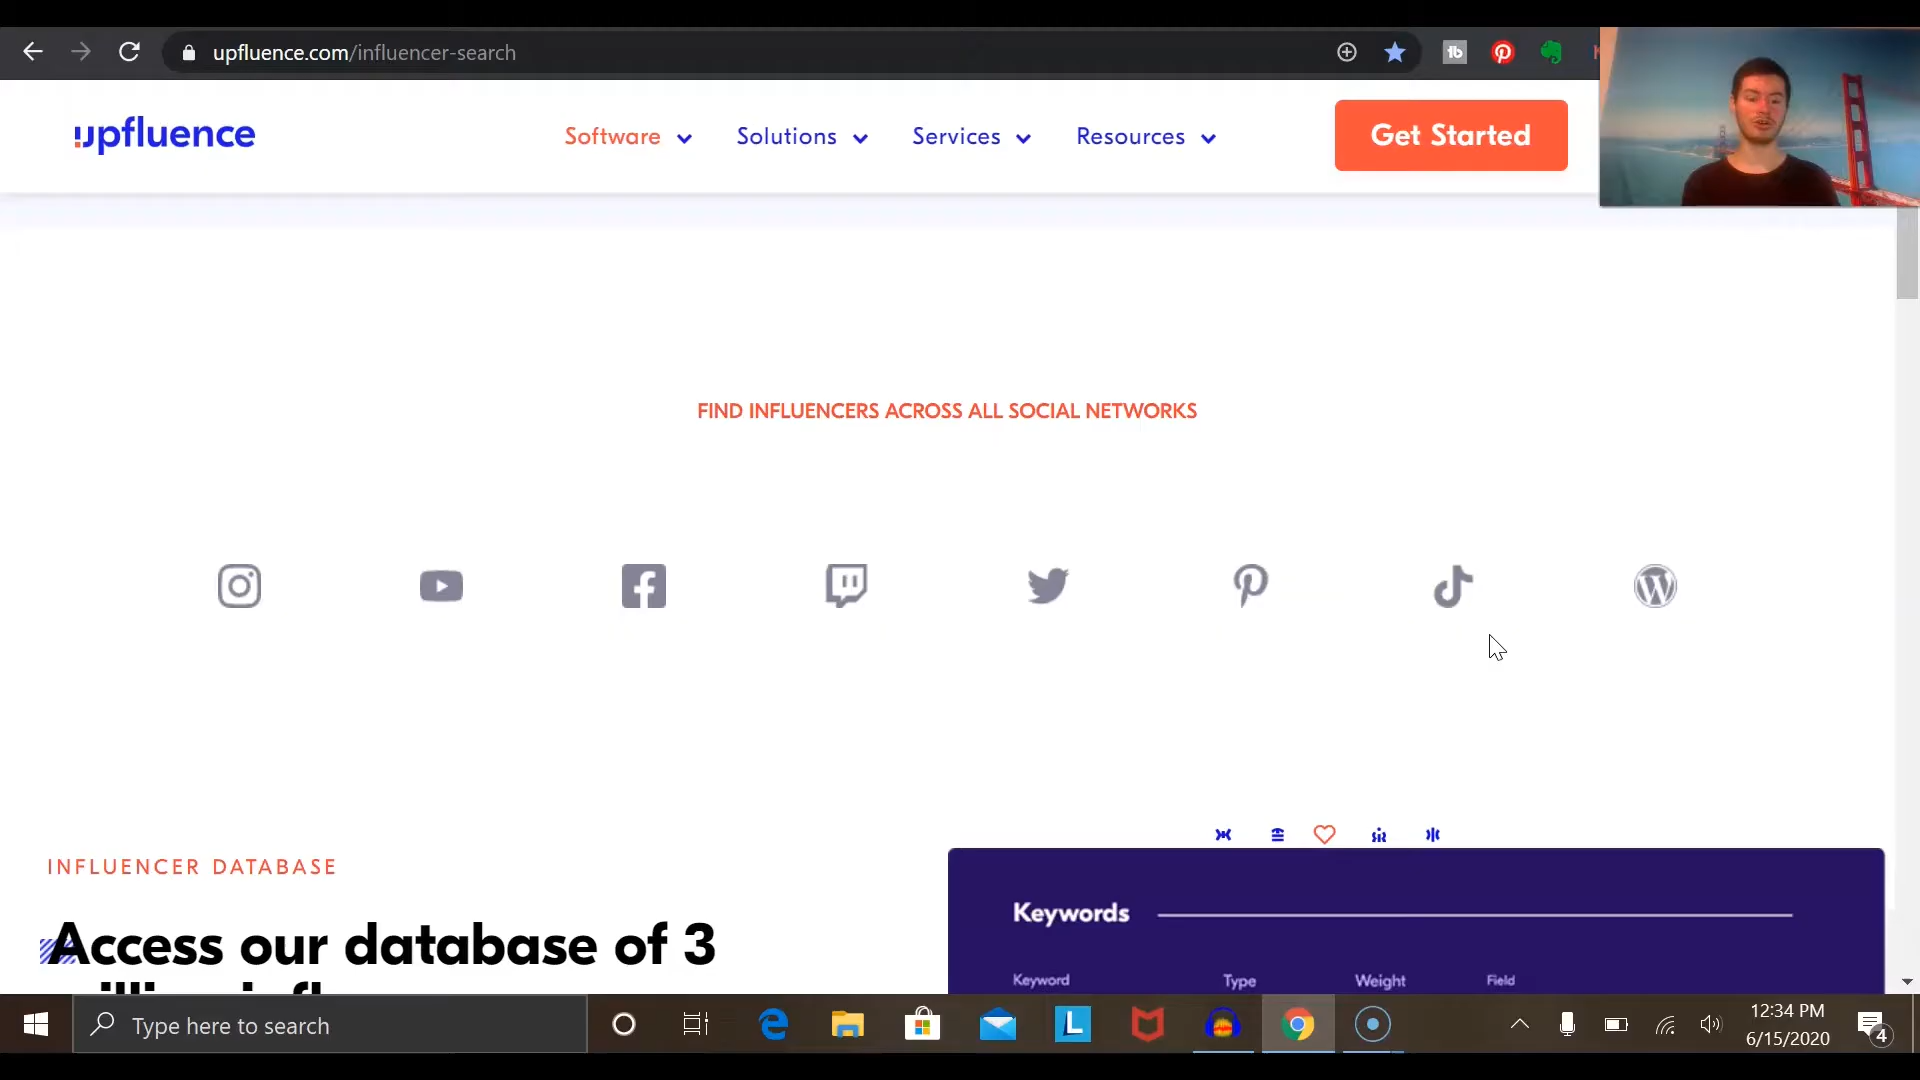 upfluence.com/influencer-search
upfluence
Software
Solutions
Services
Resources
Get Started
FIND INFLUENCERS ACROSS ALL SOCIAL NETWORKS
INFLUENCER DATABASE
Access our database of 3
Keywords
Keyword Type Weight Field
Type here to search
12:34 PM
6/15/2020
4